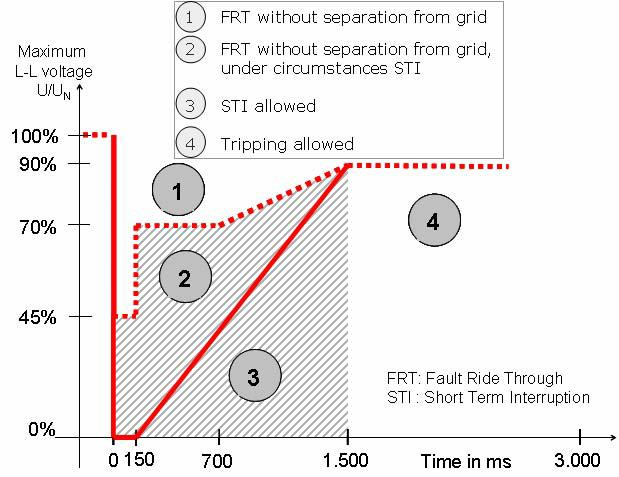 1 FRT without separation from grid
2 FRT without separation from grid,
under circumstances STI
3 STI allowed
4 Tripping allowed
Maximum
L-L voltage
U/UN
100%
90%
70%
45%
0%
1
2
3
4
FRT: Fault Ride Through
STI : Short Term Interruption
0 150 700 1.500 Time in ms 3.000